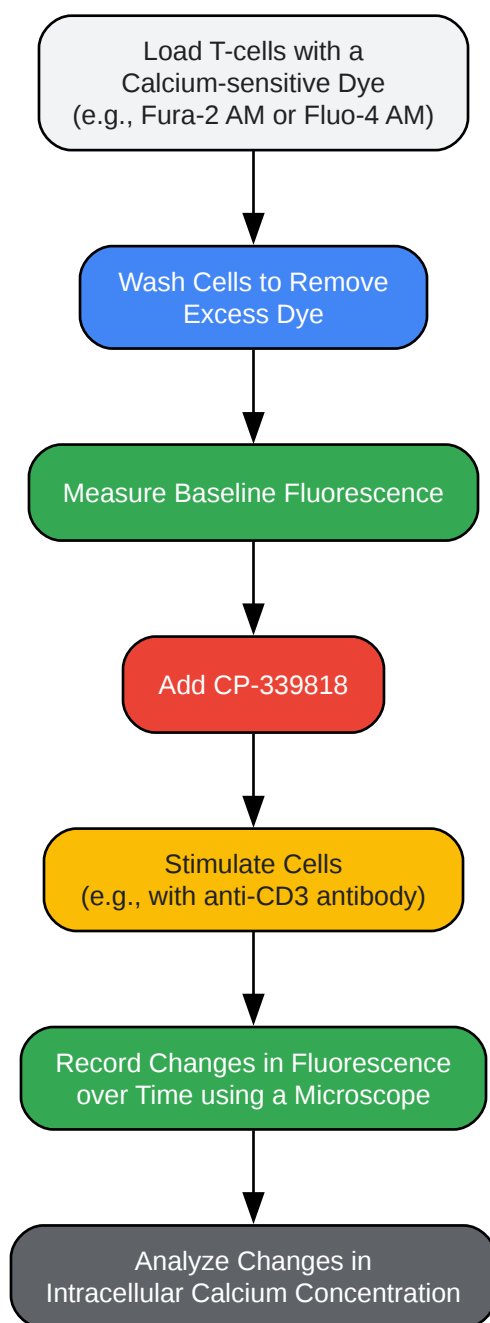 Load T-cells with a
Calcium-sensitive Dye
(e.g., Fura-2 AM or Fluo-4 AM)
Wash Cells to Remove
Excess Dye
Measure Baseline Fluorescence
Add CP-339818
Stimulate Cells
(e.g., with anti-CD3 antibody)
Record Changes in Fluorescence
over Time using a Microscope
Analyze Changes in
Intracellular Calcium Concentration